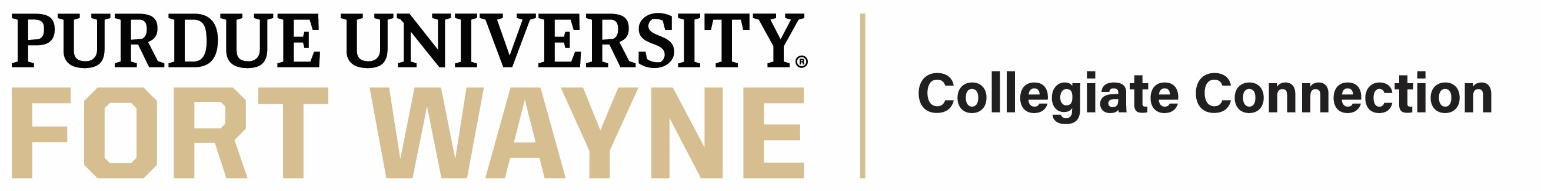 PURDUE UNIVERSITY®
FORT WAYNE
Collegiate Connection